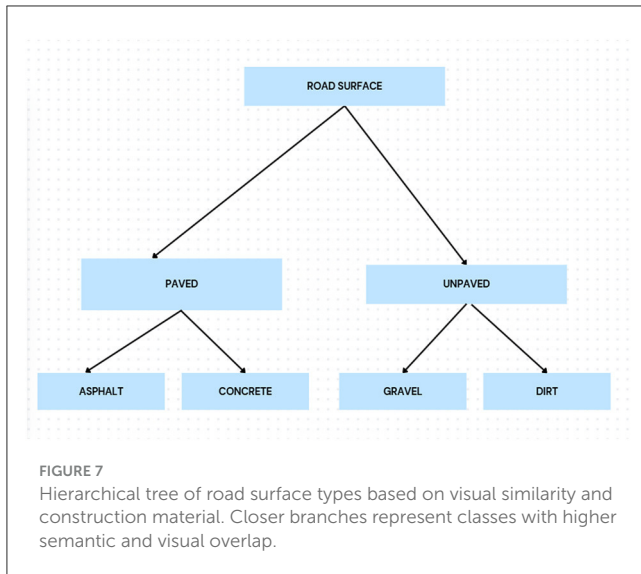 ROAD SURFACE
PAVED
UNPAVED
ASPHALT
CONCRETE
GRAVEL
DIRT
FIGURE 7
Hierarchical tree of road surface types based on visual similarity and
construction material. Closer branches represent classes with higher
semantic and visual overlap.